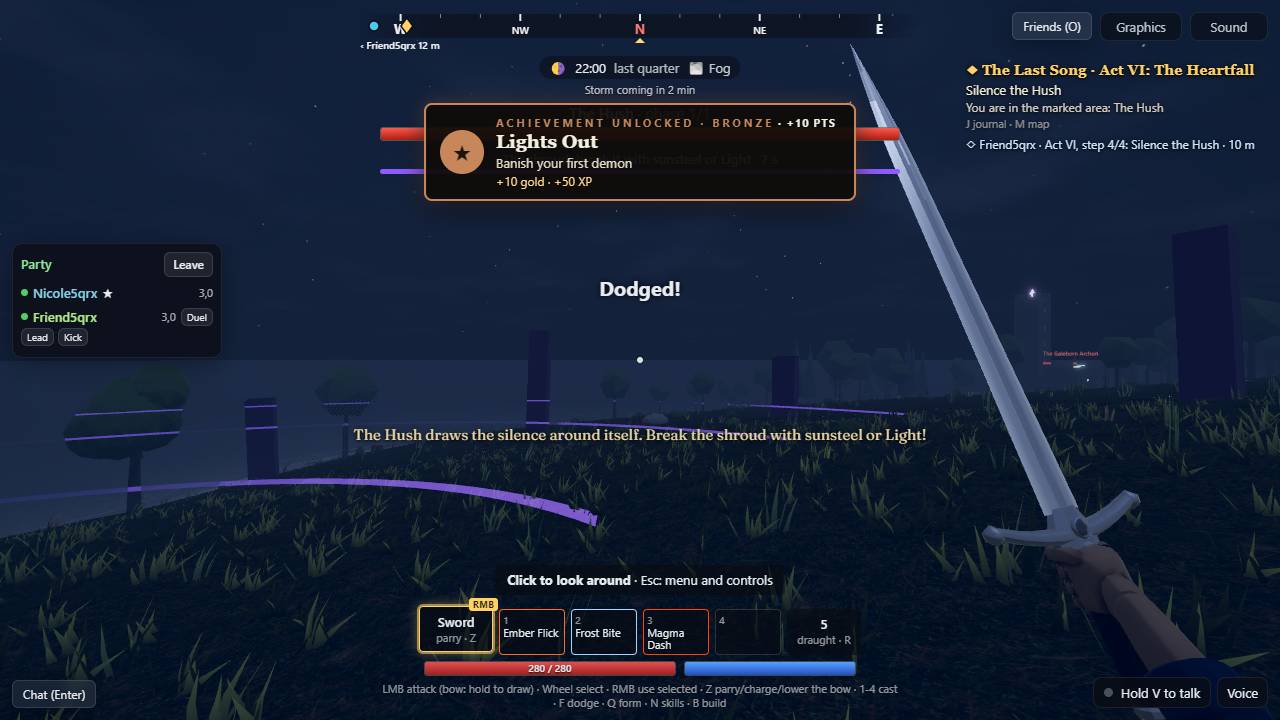 W
NW
N
NE
E
‹ Friend5qrx 12 m
Friends (O)
Graphics
Sound
22:00 last quarter Fog
Storm coming in 2 min
◆ The Last Song · Act VI: The Heartfall
Silence the Hush
You are in the marked area: The Hush
J journal · M map
◇ Friend5qrx · Act VI, step 4/4: Silence the Hush · 10 m
ACHIEVEMENT UNLOCKED · BRONZE · +10 PTS
Lights Out
Banish your first demon
+10 gold · +50 XP
Party
Leave
Nicole5qrx ★ 3,0
Friend5qrx 3,0 Duel
Lead Kick
Dodged!
The Galeborn Archon
The Hush draws the silence around itself. Break the shroud with sunsteel or Light!
Click to look around · Esc: menu and controls
RMB
Sword
parry · Z
1
Ember Flick
2
Frost Bite
3
Magma Dash
4
5
draught · R
280 / 280
LMB attack (bow: hold to draw) · Wheel select · RMB use selected · Z parry/charge/lower the bow · 1-4 cast
· F dodge · Q form · N skills · B build
Chat (Enter)
Hold V to talk
Voice